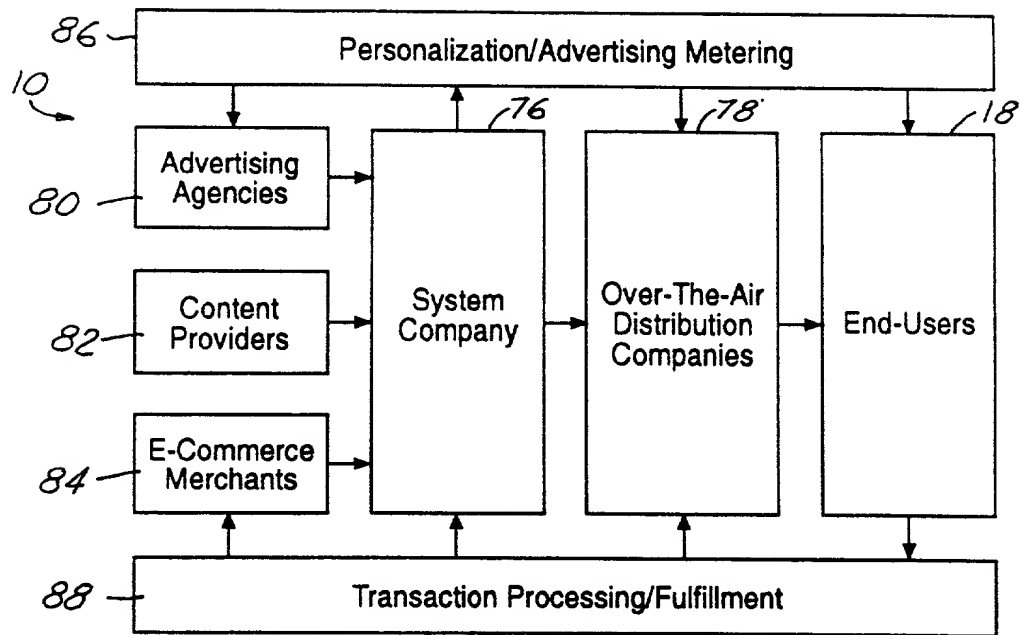 86
Personalization/Advertising Metering
10
76
78
18
Advertising
Agencies
80
Content
Providers
82
System
Company
Over-The-Air
Distribution
Companies
End-Users
E-Commerce
Merchants
84
88
Transaction Processing/Fulfillment